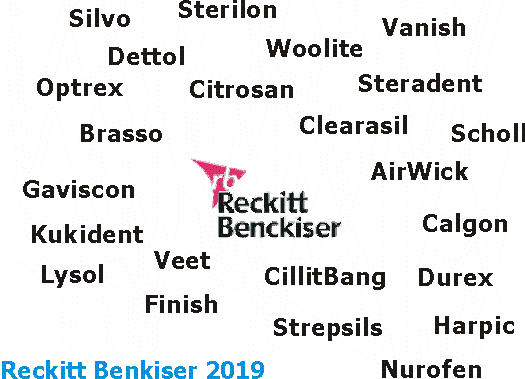 Silvo
Sterilon
Vanish
Dettol
Woolite
Optrex
Citrosan
Steradent
Brasso
Clearasil
Scholl
AirWick
rb
Reckitt
Benckiser
Gaviscon
Calgon
Kukident
Lysol
Veet
CillitBang
Durex
Finish
Strepsils
Harpic
Reckitt Benkiser 2019
Nurofen